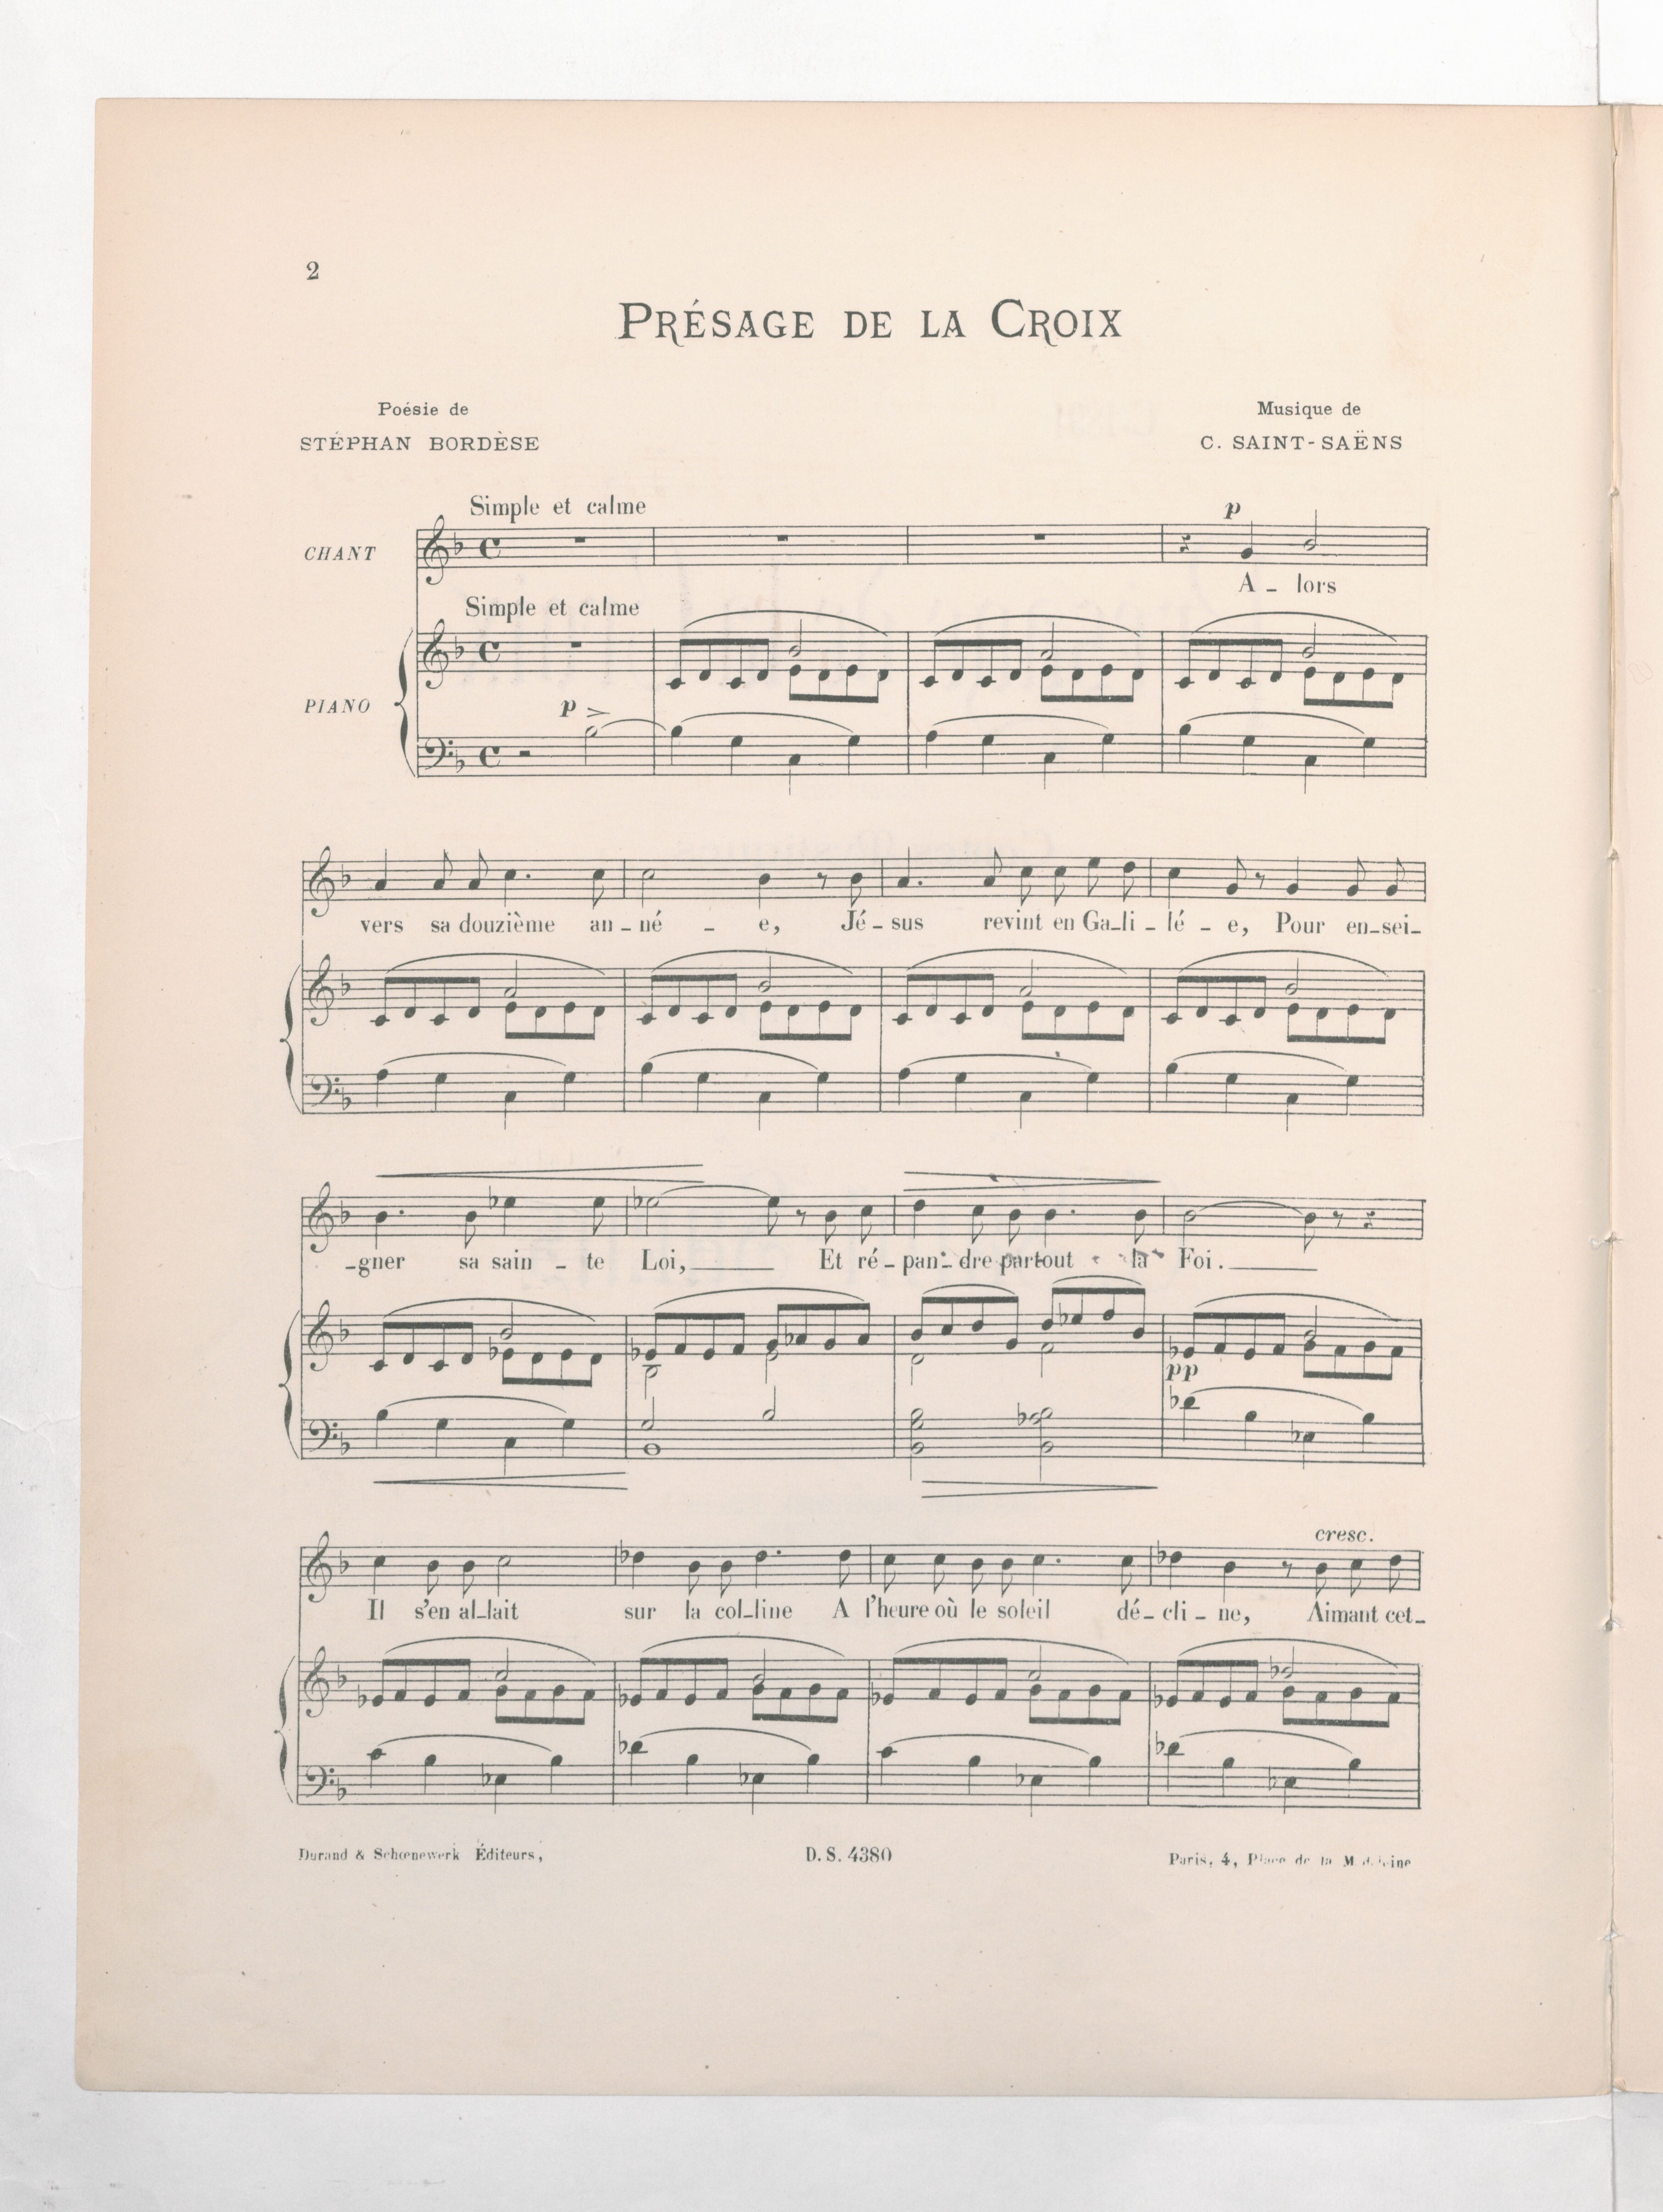 2
PRÉSAGE DE LA CROIX
Poésie de
STÉPHAN BORDÈSE
Musique de
C. SAINT-SAËNS
Simple et calme
p
CHANT
A - lors
Simple et calme
PIANO
p
vers sa douzième an - né - e, Jé - sus revint en Ga - li - lé - e, Pour en - sei -
- gner sa sain - te Loi, Et ré - pan - dre partout la Foi.
pp
cresc.
Il s'en al - lait sur la col - line A l'heure où le soleil dé - cli - ne, Aimant cet -
Durand & Schœnewerk Éditeurs,
D. S. 4380
Paris, 4, Place de la Madeleine